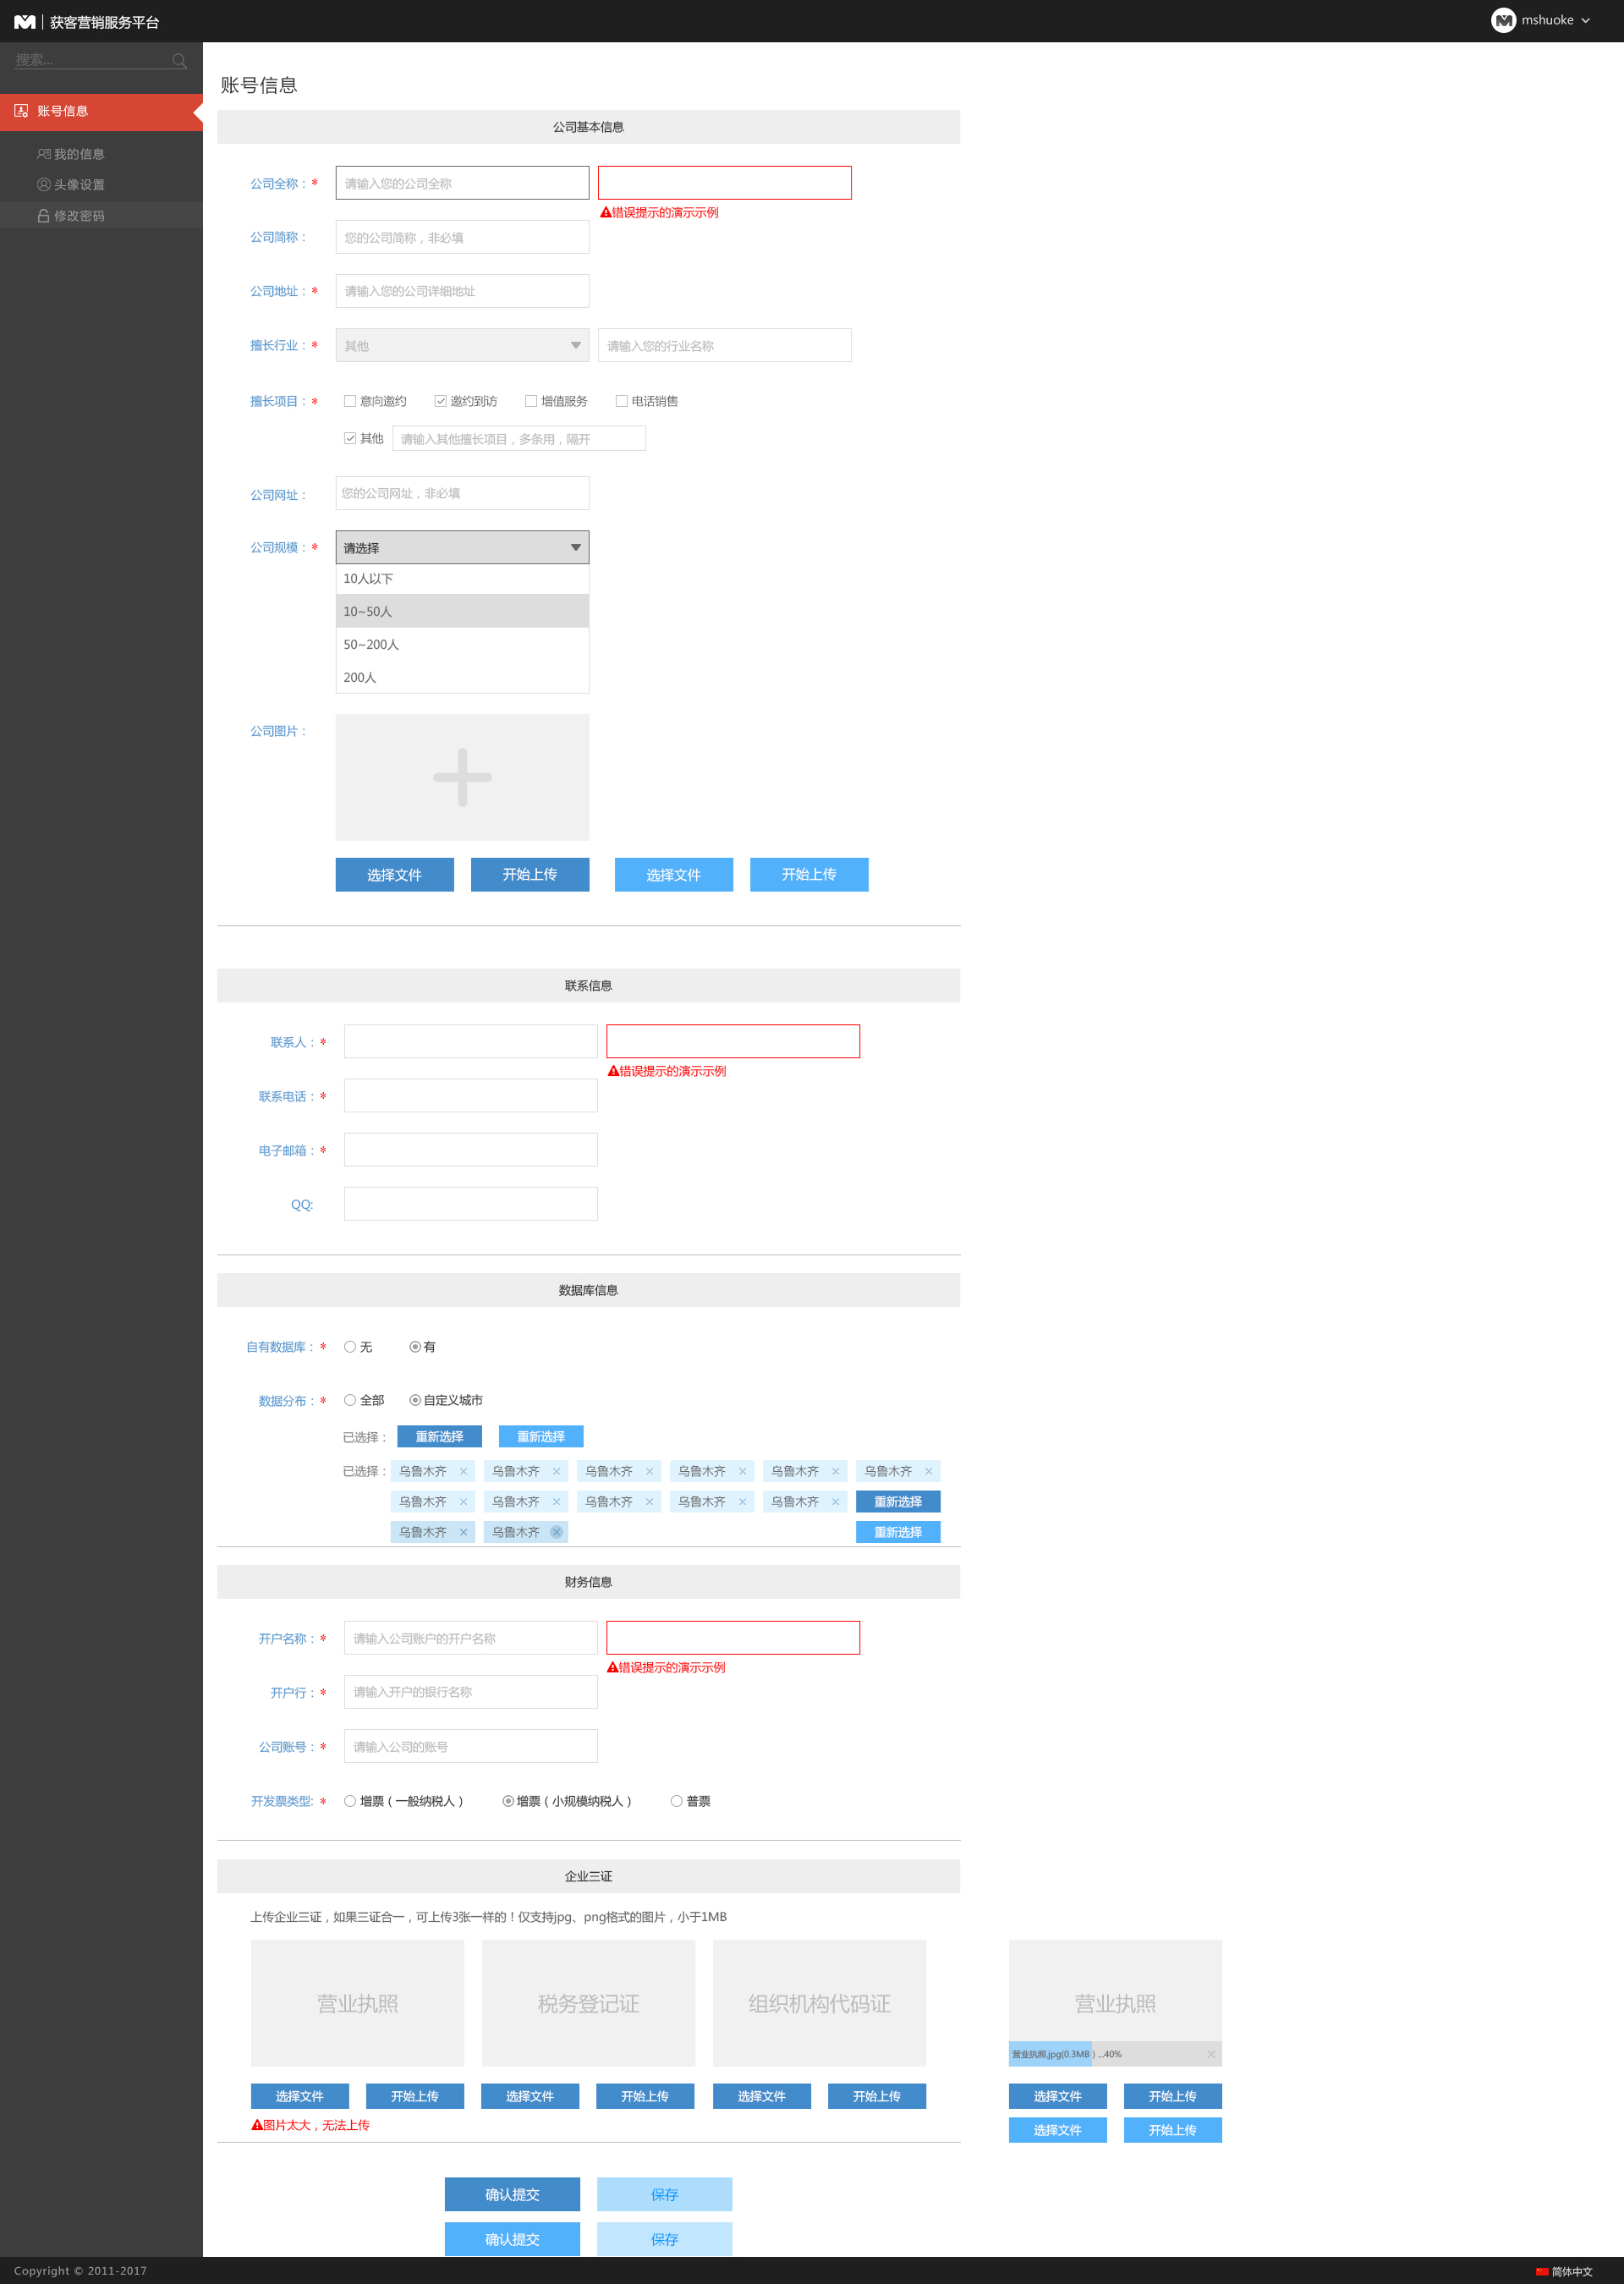 获客营销服务平台
mshuoke
搜索...
账号信息
我的信息
头像设置
修改密码
账号信息
公司基本信息
公司全称：* 请输入您的公司全称
错误提示的演示示例
公司简称： 您的公司简称，非必填
公司地址：* 请输入您的公司详细地址
擅长行业：* 其他 请输入您的行业名称
擅长项目：* 意向邀约 邀约到访 增值服务 电话销售
其他 请输入其他擅长项目，多条用，隔开
公司网址： 您的公司网址，非必填
公司规模：* 请选择
10人以下
10~50人
50~200人
200人
公司图片：
选择文件 开始上传 选择文件 开始上传
联系信息
联系人：*
错误提示的演示示例
联系电话：*
电子邮箱：*
QQ:
数据库信息
自有数据库：* 无 有
数据分布：* 全部 自定义城市
已选择： 重新选择 重新选择
已选择： 乌鲁木齐 乌鲁木齐 乌鲁木齐 乌鲁木齐 乌鲁木齐 乌鲁木齐
乌鲁木齐 乌鲁木齐 乌鲁木齐 乌鲁木齐 乌鲁木齐 重新选择
乌鲁木齐 乌鲁木齐 重新选择
财务信息
开户名称：* 请输入公司账户的开户名称
错误提示的演示示例
开户行：* 请输入开户的银行名称
公司账号：* 请输入公司的账号
开发票类型: * 增票（一般纳税人） 增票（小规模纳税人） 普票
企业三证
上传企业三证，如果三证合一，可上传3张一样的！仅支持jpg、png格式的图片，小于1MB
营业执照 税务登记证 组织机构代码证 营业执照
营业执照.jpg(0.3MB）...40%
选择文件 开始上传 选择文件 开始上传 选择文件 开始上传 选择文件 开始上传
图片太大，无法上传
选择文件 开始上传
确认提交 保存
确认提交 保存
Copyright © 2011-2017
简体中文